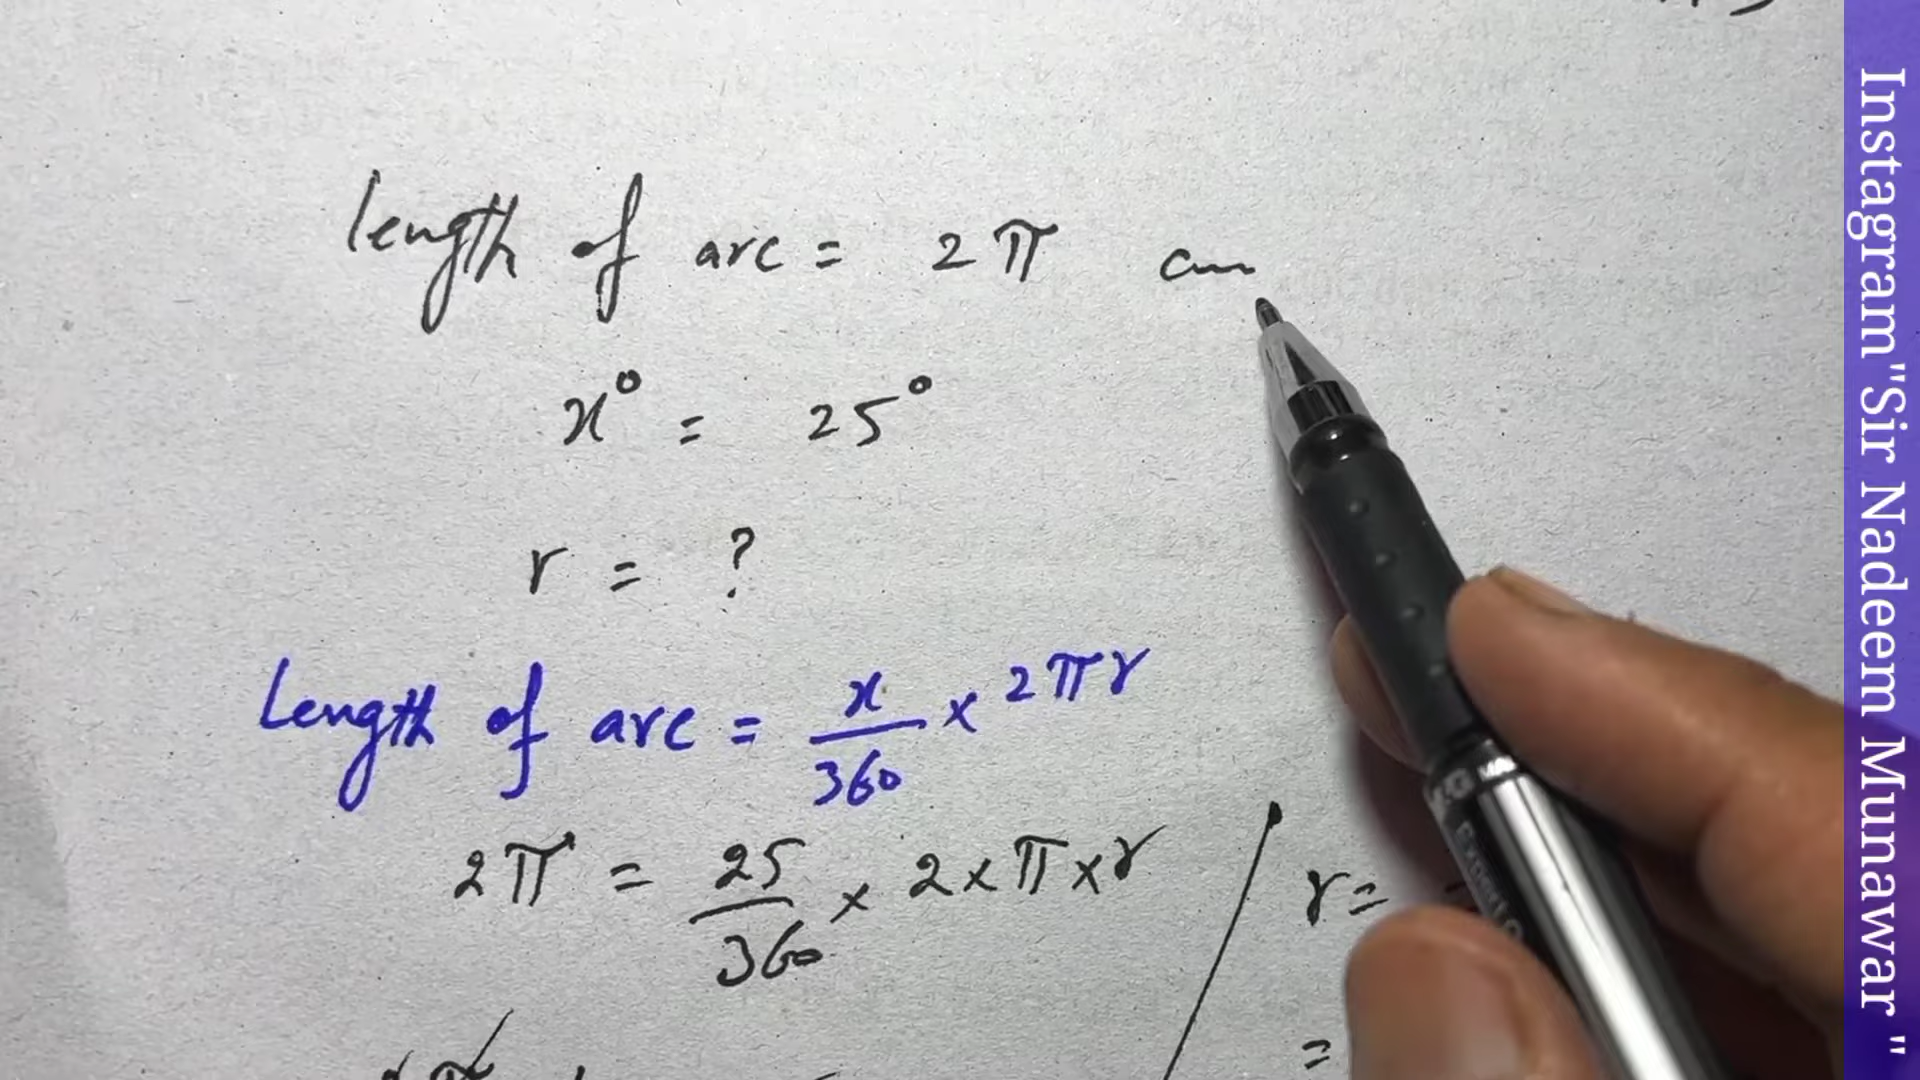 length of arc = 2π cm
x° = 25°
r = ?
Length of arc = x/360 × 2πr
2π = 25/360 × 2×π×r
r =
=
Instagram"Sir Nadeem Munawar"